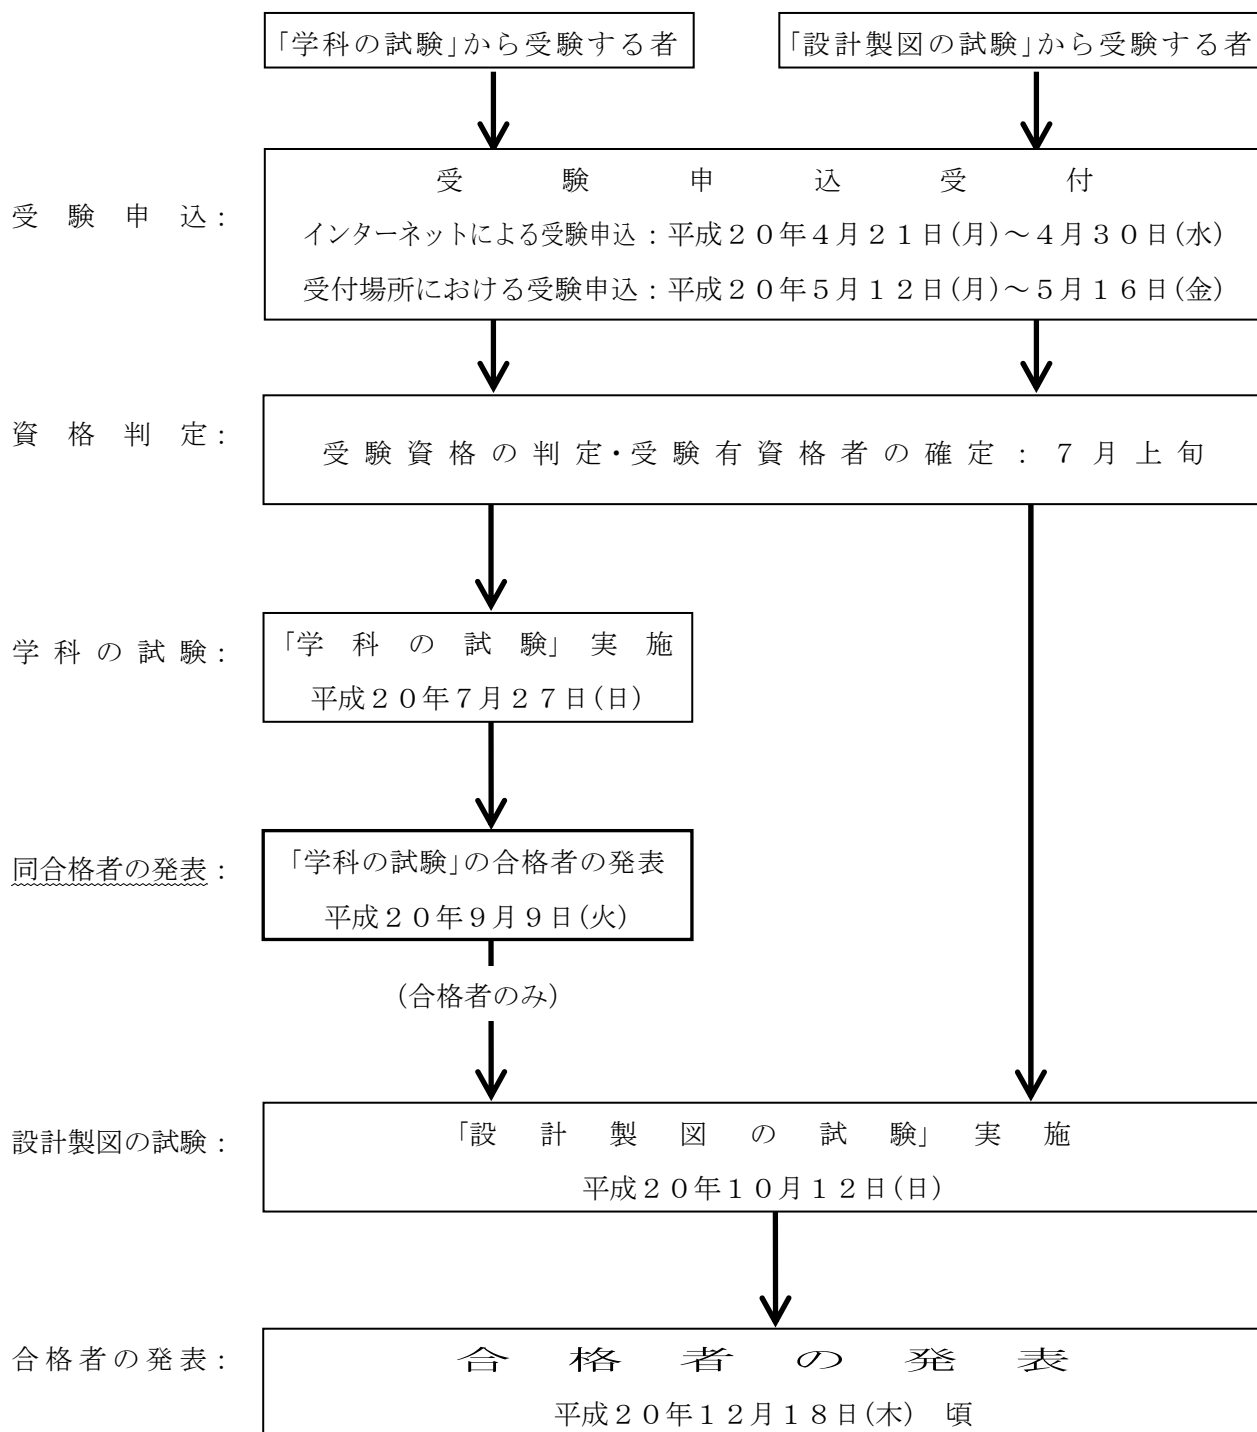 「学科の試験」から受験する者
「設計製図の試験」から受験する者
受験申込：
受験申込受付
インターネットによる受験申込：平成２０年４月２１日(月)～４月３０日(水)
受付場所における受験申込：平成２０年５月１２日(月)～５月１６日(金)
資格判定：
受験資格の判定・受験有資格者の確定：７月上旬
学科の試験：
「学科の試験」実施
平成２０年７月２７日(日)
同合格者の発表：
「学科の試験」の合格者の発表
平成２０年９月９日(火)
(合格者のみ)
設計製図の試験：
「設計製図の試験」実施
平成２０年１０月１２日(日)
合格者の発表：
合格者の発表
平成２０年１２月１８日(木)　頃